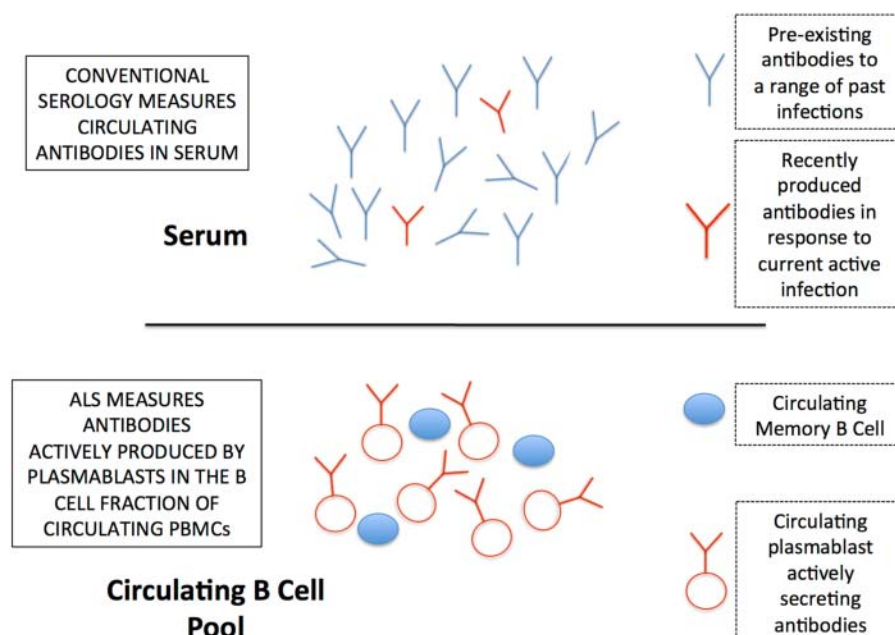 CONVENTIONAL
SEROLOGY MEASURES
CIRCULATING
ANTIBODIES IN SERUM
Serum
Pre-existing
antibodies to
a range of past
infections
Recently
produced
antibodies in
response to
current active
infection
ALS MEASURES
ANTIBODIES
ACTIVELY PRODUCED BY
PLASMABLASTS IN THE B
CELL FRACTION OF
CIRCULATING PBMCs
Circulating B Cell
Pool
Circulating
Memory B Cell
Circulating
plasmablast
actively
secreting
antibodies